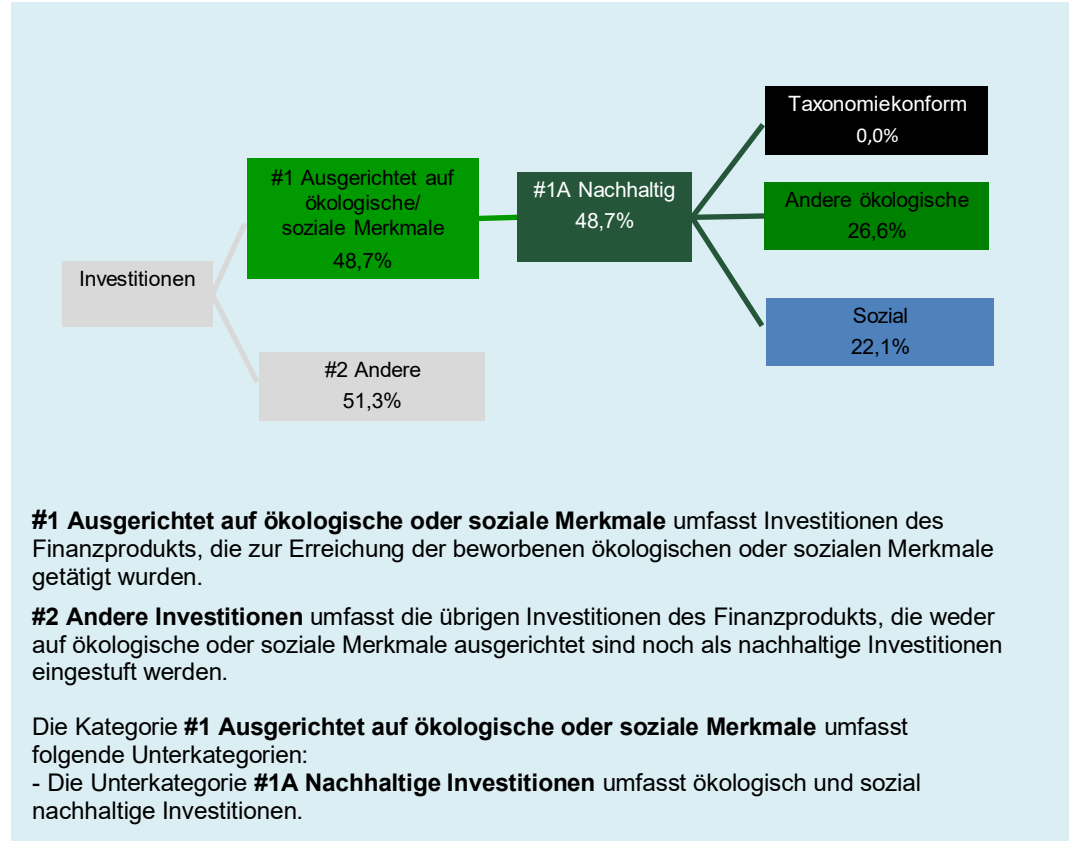 Taxonomiekonform
0,0%
#1 Ausgerichtet auf
ökologische/
soziale Merkmale
48,7%
#1A Nachhaltig
48,7%
Andere ökologische
26,6%
Investitionen
Sozial
22,1%
#2 Andere
51,3%
#1 Ausgerichtet auf ökologische oder soziale Merkmale umfasst Investitionen des
Finanzprodukts, die zur Erreichung der beworbenen ökologischen oder sozialen Merkmale
getätigt wurden.
#2 Andere Investitionen umfasst die übrigen Investitionen des Finanzprodukts, die weder
auf ökologische oder soziale Merkmale ausgerichtet sind noch als nachhaltige Investitionen
eingestuft werden.
Die Kategorie #1 Ausgerichtet auf ökologische oder soziale Merkmale umfasst
folgende Unterkategorien:
- Die Unterkategorie #1A Nachhaltige Investitionen umfasst ökologisch und sozial
nachhaltige Investitionen.